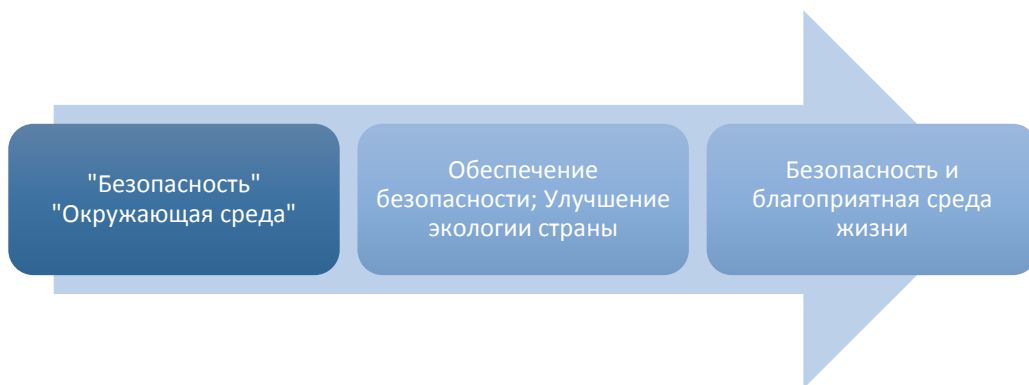 "Безопасность"
"Окружающая среда"
Обеспечение
безопасности; Улучшение
экологии страны
Безопасность и
благоприятная среда
жизни